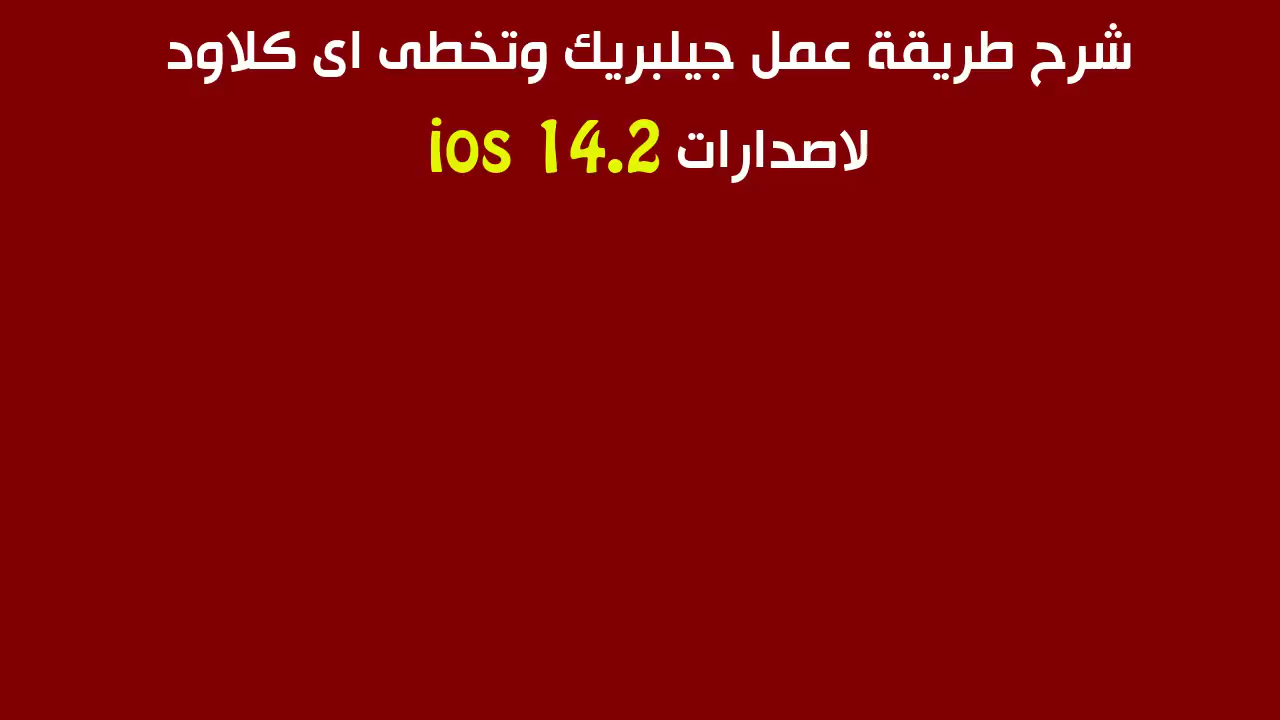 شرح طريقة عمل جيلبريك وتخطى اى كلاود
لاصدارات ios 14.2